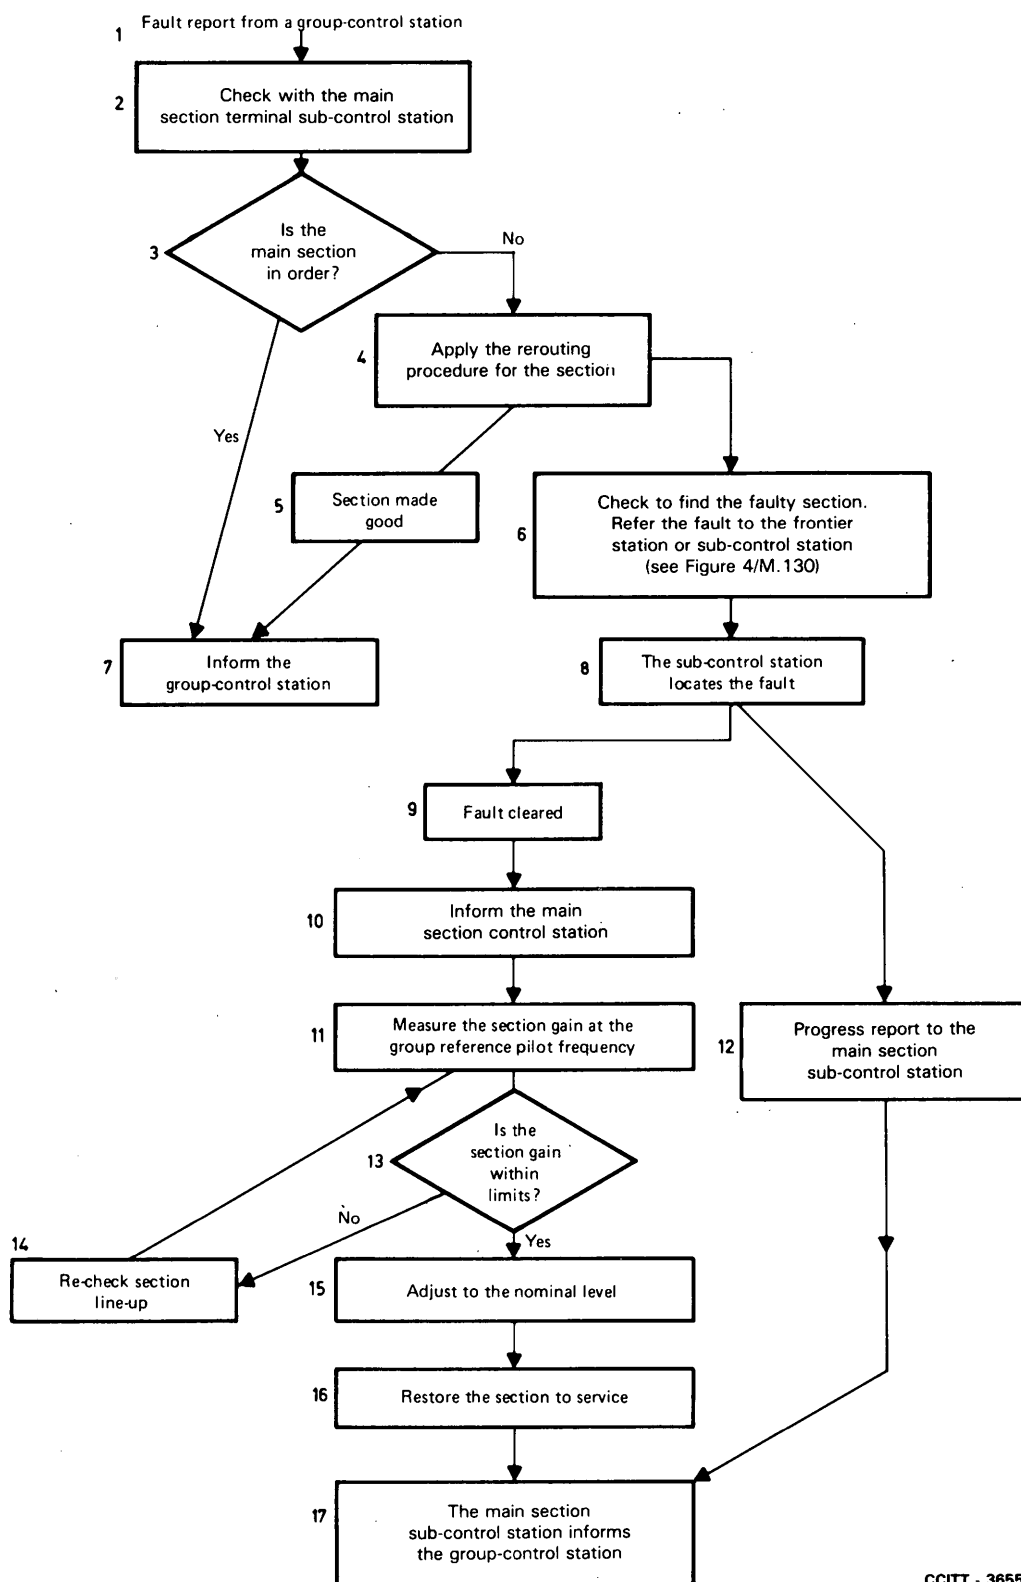 1 Fault report from a group-control station
2 Check with the main
section terminal sub-control station
3 Is the
main section
in order?
No
Yes
4 Apply the rerouting
procedure for the section
5 Section made
good
6 Check to find the faulty section.
Refer the fault to the frontier
station or sub-control station
(see Figure 4/M.130)
7 Inform the
group-control station
8 The sub-control station
locates the fault
9 Fault cleared
10 Inform the main
section control station
11 Measure the section gain at the
group reference pilot frequency
12 Progress report to the
main section
sub-control station
13 Is the
section gain
within
limits?
No
Yes
14 Re-check section
line-up
15 Adjust to the nominal level
16 Restore the section to service
17 The main section
sub-control station informs
the group-control station
CCITT - 3655